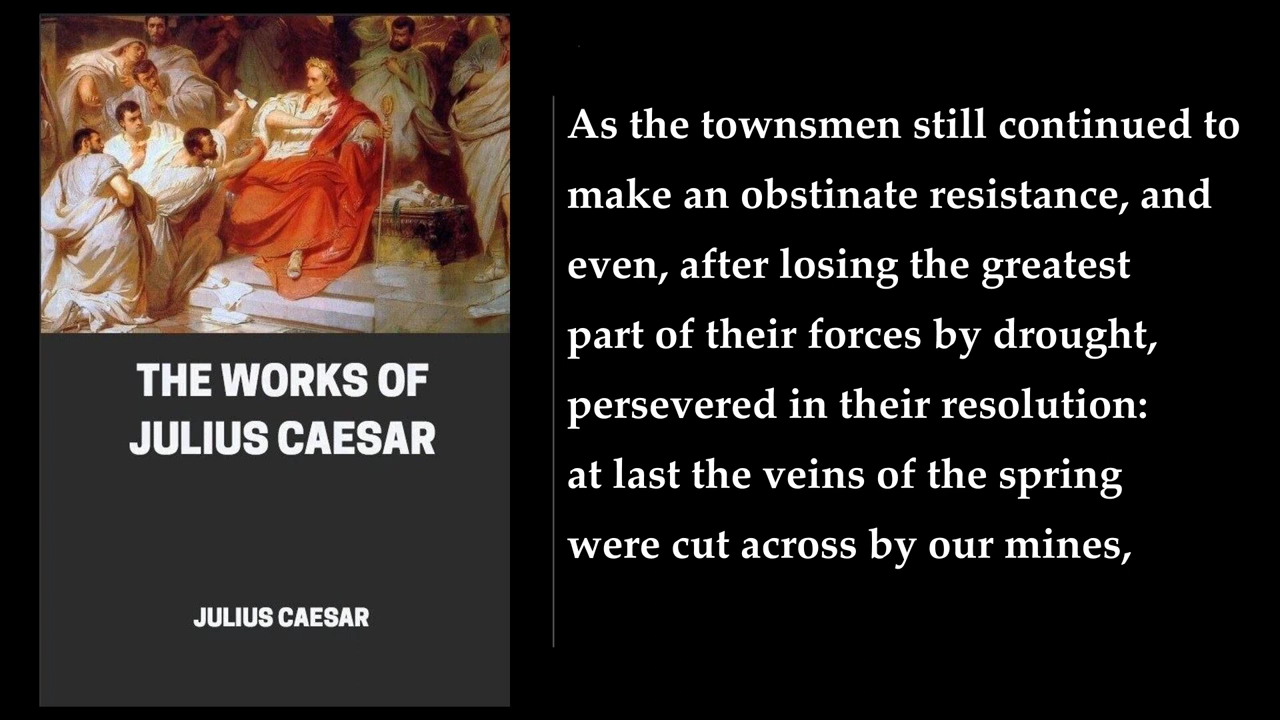 THE WORKS OF
JULIUS CAESAR
JULIUS CAESAR
As the townsmen still continued to
make an obstinate resistance, and
even, after losing the greatest
part of their forces by drought,
persevered in their resolution:
at last the veins of the spring
were cut across by our mines,